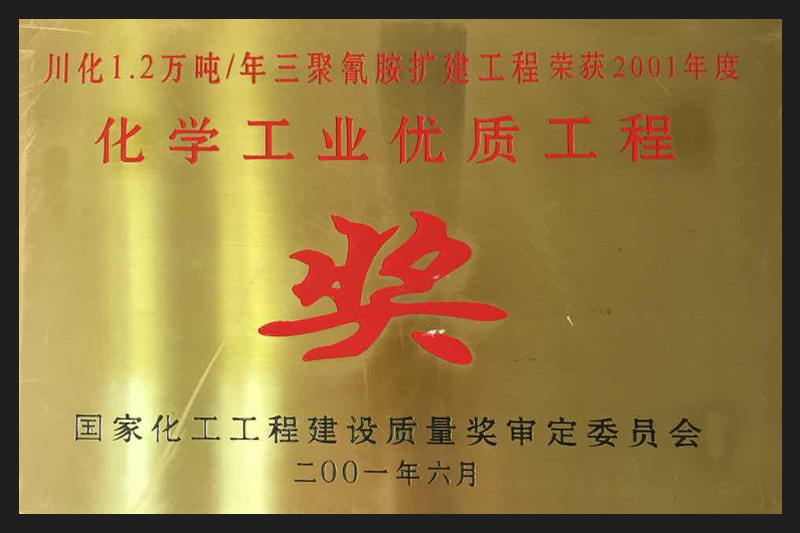 川化1.2万吨/年三聚氰胺扩建工程荣获2001年度
化学工业优质工程
奖
国家化工工程建设质量奖审定委员会
二OO一年六月